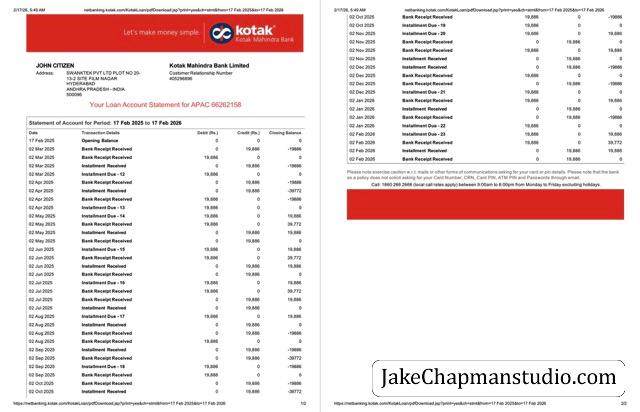 2/17/26, 5:49 AM netbanking.kotak.com/KotakLoan/pdfDownload.jsp?print=yes&ch=stmt&from=17 Feb 2025&to=17 Feb 2026
Let's make money simple.
kotak
Kotak Mahindra Bank
JOHN CITIZEN
Address: SWANKTEK PVT LTD PLOT NO 20-
13-2 SITE FILM NAGAR
HYDERABAD
ANDHRA PRADESH - INDIA
500096
Kotak Mahindra Bank Limited
Customer Relationship Number
405296896
Your Loan Account Statement for APAC 66262158
Statement of Account for Period: 17 Feb 2025 to 17 Feb 2026
Date Transaction Details Debit (Rs.) Credit (Rs.) Closing Balance
17 Feb 2025 Opening Balance 0 0 0
02 Mar 2025 Bank Receipt Received 0 19,886 -19886
02 Mar 2025 Bank Receipt Received 19,886 0 0
02 Mar 2025 Installment Received 0 19,886 -19886
02 Mar 2025 Installment Due - 12 19,886 0 0
02 Apr 2025 Bank Receipt Received 0 19,886 -19886
02 Apr 2025 Installment Received 0 19,886 -39772
02 Apr 2025 Bank Receipt Received 19,886 0 -19886
02 Apr 2025 Installment Due - 13 19,886 0 0
02 May 2025 Installment Due - 14 19,886 0 19,886
02 May 2025 Bank Receipt Received 19,886 0 39,772
02 May 2025 Installment Received 0 19,886 19,886
02 May 2025 Bank Receipt Received 0 19,886 0
02 Jun 2025 Installment Due - 15 19,886 0 19,886
02 Jun 2025 Installment Received 0 19,886 0
02 Jun 2025 Bank Receipt Received 19,886 0 19,886
02 Jun 2025 Bank Receipt Received 0 19,886 0
02 Jul 2025 Installment Due - 16 19,886 0 19,886
02 Jul 2025 Bank Receipt Received 19,886 0 39,772
02 Jul 2025 Bank Receipt Received 0 19,886 19,886
02 Jul 2025 Installment Received 0 19,886 0
02 Aug 2025 Installment Due - 17 19,886 0 19,886
02 Aug 2025 Installment Received 0 19,886 0
02 Aug 2025 Bank Receipt Received 0 19,886 -19886
02 Aug 2025 Bank Receipt Received 19,886 0 0
02 Sep 2025 Installment Received 0 19,886 -19886
02 Sep 2025 Bank Receipt Received 0 19,886 -39772
02 Sep 2025 Installment Due - 18 19,886 0 -19886
02 Sep 2025 Bank Receipt Received 19,886 0 0
02 Oct 2025 Bank Receipt Received 0 19,886 -19886
02 Oct 2025 Installment Received 0 19,886 -39772
https://netbanking.kotak.com/KotakLoan/pdfDownload.jsp?print=yes&ch=stmt&from=17 Feb 2025&to=17 Feb 2026 1/2
2/17/26, 5:49 AM netbanking.kotak.com/KotakLoan/pdfDownload.jsp?print=yes&ch=stmt&from=17 Feb 2025&to=17 Feb 2026
02 Oct 2025 Bank Receipt Received 19,886 0 -19886
02 Oct 2025 Installment Due - 19 19,886 0 0
02 Nov 2025 Installment Due - 20 19,886 0 19,886
02 Nov 2025 Bank Receipt Received 0 19,886 0
02 Nov 2025 Bank Receipt Received 19,886 0 19,886
02 Nov 2025 Installment Received 0 19,886 0
02 Dec 2025 Bank Receipt Received 0 19,886 -19886
02 Dec 2025 Bank Receipt Received 19,886 0 0
02 Dec 2025 Installment Received 0 19,886 -19886
02 Dec 2025 Installment Due - 21 19,886 0 0
02 Jan 2026 Bank Receipt Received 19,886 0 19,886
02 Jan 2026 Installment Received 0 19,886 0
02 Jan 2026 Bank Receipt Received 0 19,886 -19886
02 Jan 2026 Installment Due - 22 19,886 0 0
02 Feb 2026 Installment Due - 23 19,886 0 19,886
02 Feb 2026 Bank Receipt Received 19,886 0 39,772
02 Feb 2026 Installment Received 0 19,886 19,886
02 Feb 2026 Bank Receipt Received 0 19,886 0
Please note exercise caution w.r.t. mails or other forms of communications asking for your card or pin details. Please note that the bank
as a policy does not solicit asking for your Card Number, CRN, Card PIN, ATM PIN and Passwords through email.
Call: 1860 266 2666 (local call rates apply) between 9:00am to 6:00pm from Monday to Friday excluding holidays
https://netbanking.kotak.com/KotakLoan/pdfDownload.jsp?print=yes&ch=stmt&from=17 Feb 2025&to=17 Feb 2026 2/2
JakeChapmanstudio.com